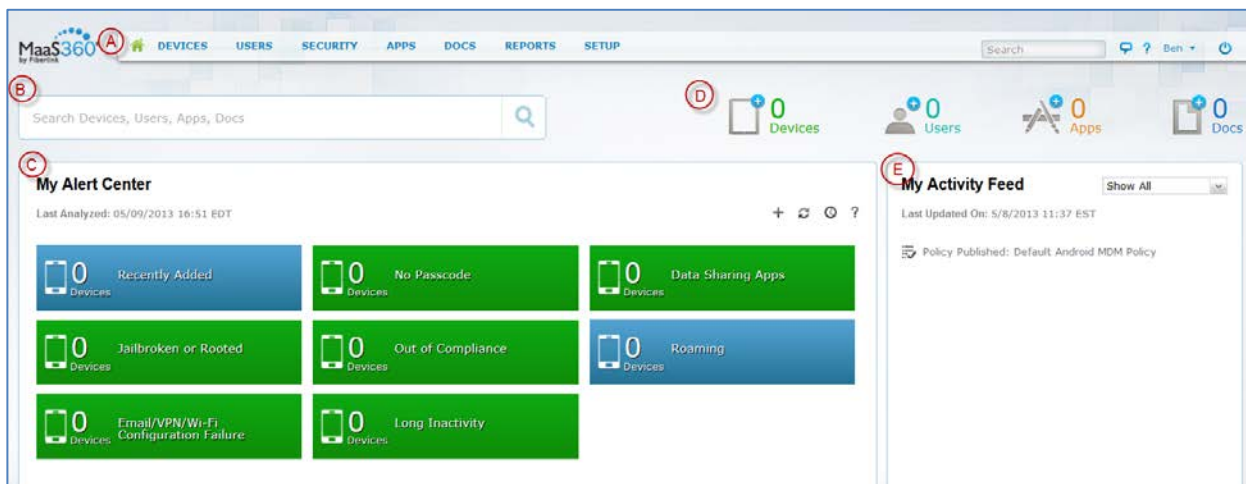 MaaS360
by Fiberlink
A
DEVICES USERS SECURITY APPS DOCS REPORTS SETUP
Search
? Ben
B
Search Devices, Users, Apps, Docs
D
0 Devices
0 Users
0 Apps
0 Docs
C
My Alert Center
Last Analyzed: 05/09/2013 16:51 EDT
?
0 Devices Recently Added
0 Devices No Passcode
0 Devices Data Sharing Apps
0 Devices Jailbroken or Rooted
0 Devices Out of Compliance
0 Devices Roaming
0 Devices Email/VPN/Wi-Fi
Configuration Failure
0 Devices Long Inactivity
E
My Activity Feed
Show All
Last Updated On: 5/8/2013 11:37 EST
Policy Published: Default Android MDM Policy